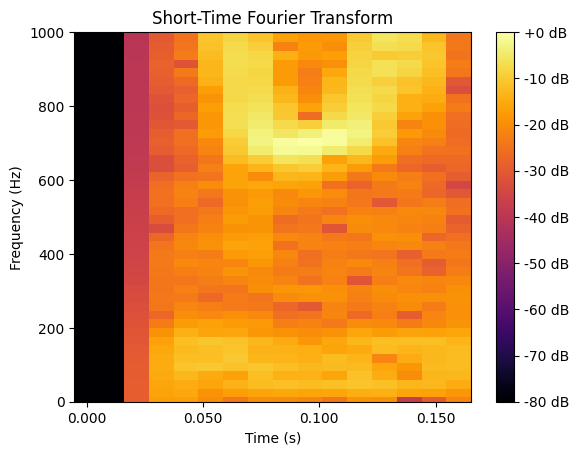 Short-Time Fourier Transform
1000
800
600
400
200
0
Frequency (Hz)
0.000
0.050
0.100
0.150
Time (s)
+0 dB
-10 dB
-20 dB
-30 dB
-40 dB
-50 dB
-60 dB
-70 dB
-80 dB